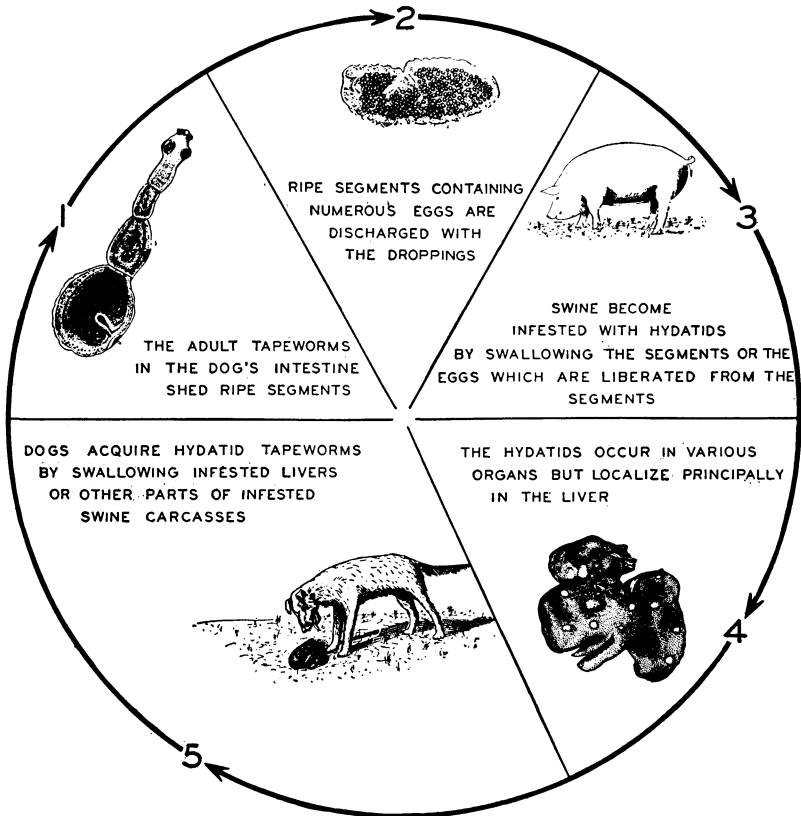 1
THE ADULT TAPEWORMS
IN THE DOG'S INTESTINE
SHED RIPE SEGMENTS
2
RIPE SEGMENTS CONTAINING
NUMEROUS EGGS ARE
DISCHARGED WITH
THE DROPPINGS
3
SWINE BECOME
INFESTED WITH HYDATIDS
BY SWALLOWING THE SEGMENTS OR THE
EGGS WHICH ARE LIBERATED FROM THE
SEGMENTS
4
THE HYDATIDS OCCUR IN VARIOUS
ORGANS BUT LOCALIZE PRINCIPALLY
IN THE LIVER
5
DOGS ACQUIRE HYDATID TAPEWORMS
BY SWALLOWING INFESTED LIVERS
OR OTHER PARTS OF INFESTED
SWINE CARCASSES